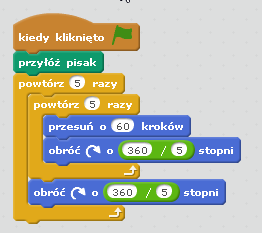 kiedy kliknięto
przyłóż pisak
powtórz 5 razy
powtórz 5 razy
przesuń o 60 kroków
obróć o 360 / 5 stopni
obróć o 360 / 5 stopni